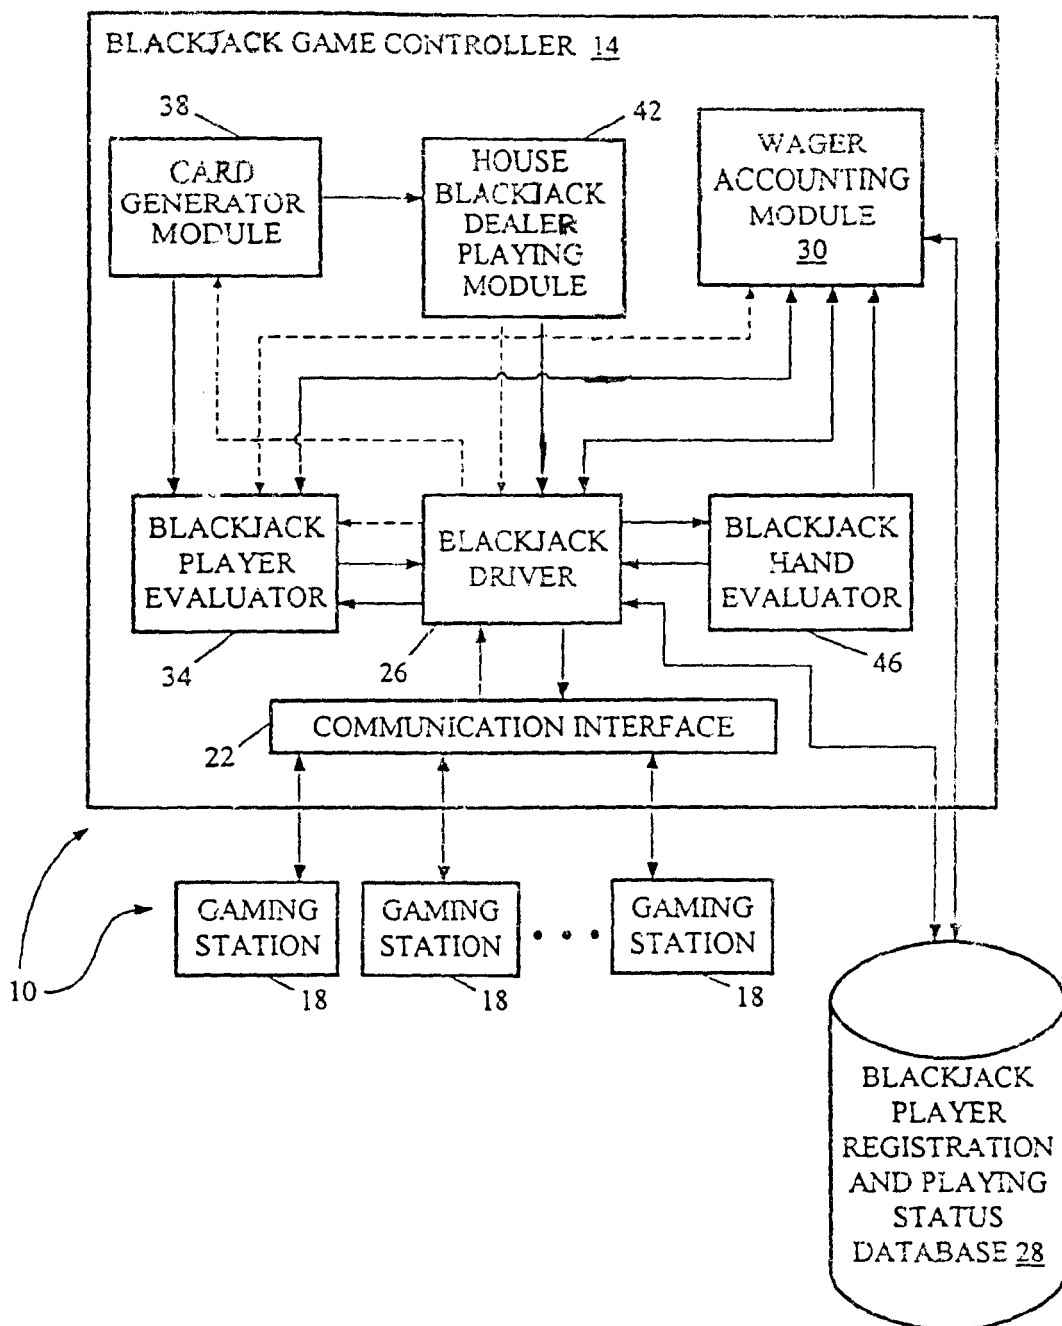 BLACKJACK GAME CONTROLLER 14
38
42
CARD
GENERATOR
MODULE
HOUSE
BLACKJACK
DEALER
PLAYING
MODULE
WAGER
ACCOUNTING
MODULE
30
BLACKJACK
PLAYER
EVALUATOR
BLACKJACK
DRIVER
BLACKJACK
HAND
EVALUATOR
34
26
46
COMMUNICATION INTERFACE
22
GAMING
STATION
GAMING
STATION
• • •
GAMING
STATION
10
18
18
18
BLACKJACK
PLAYER
REGISTRATION
AND PLAYING
STATUS
DATABASE 28